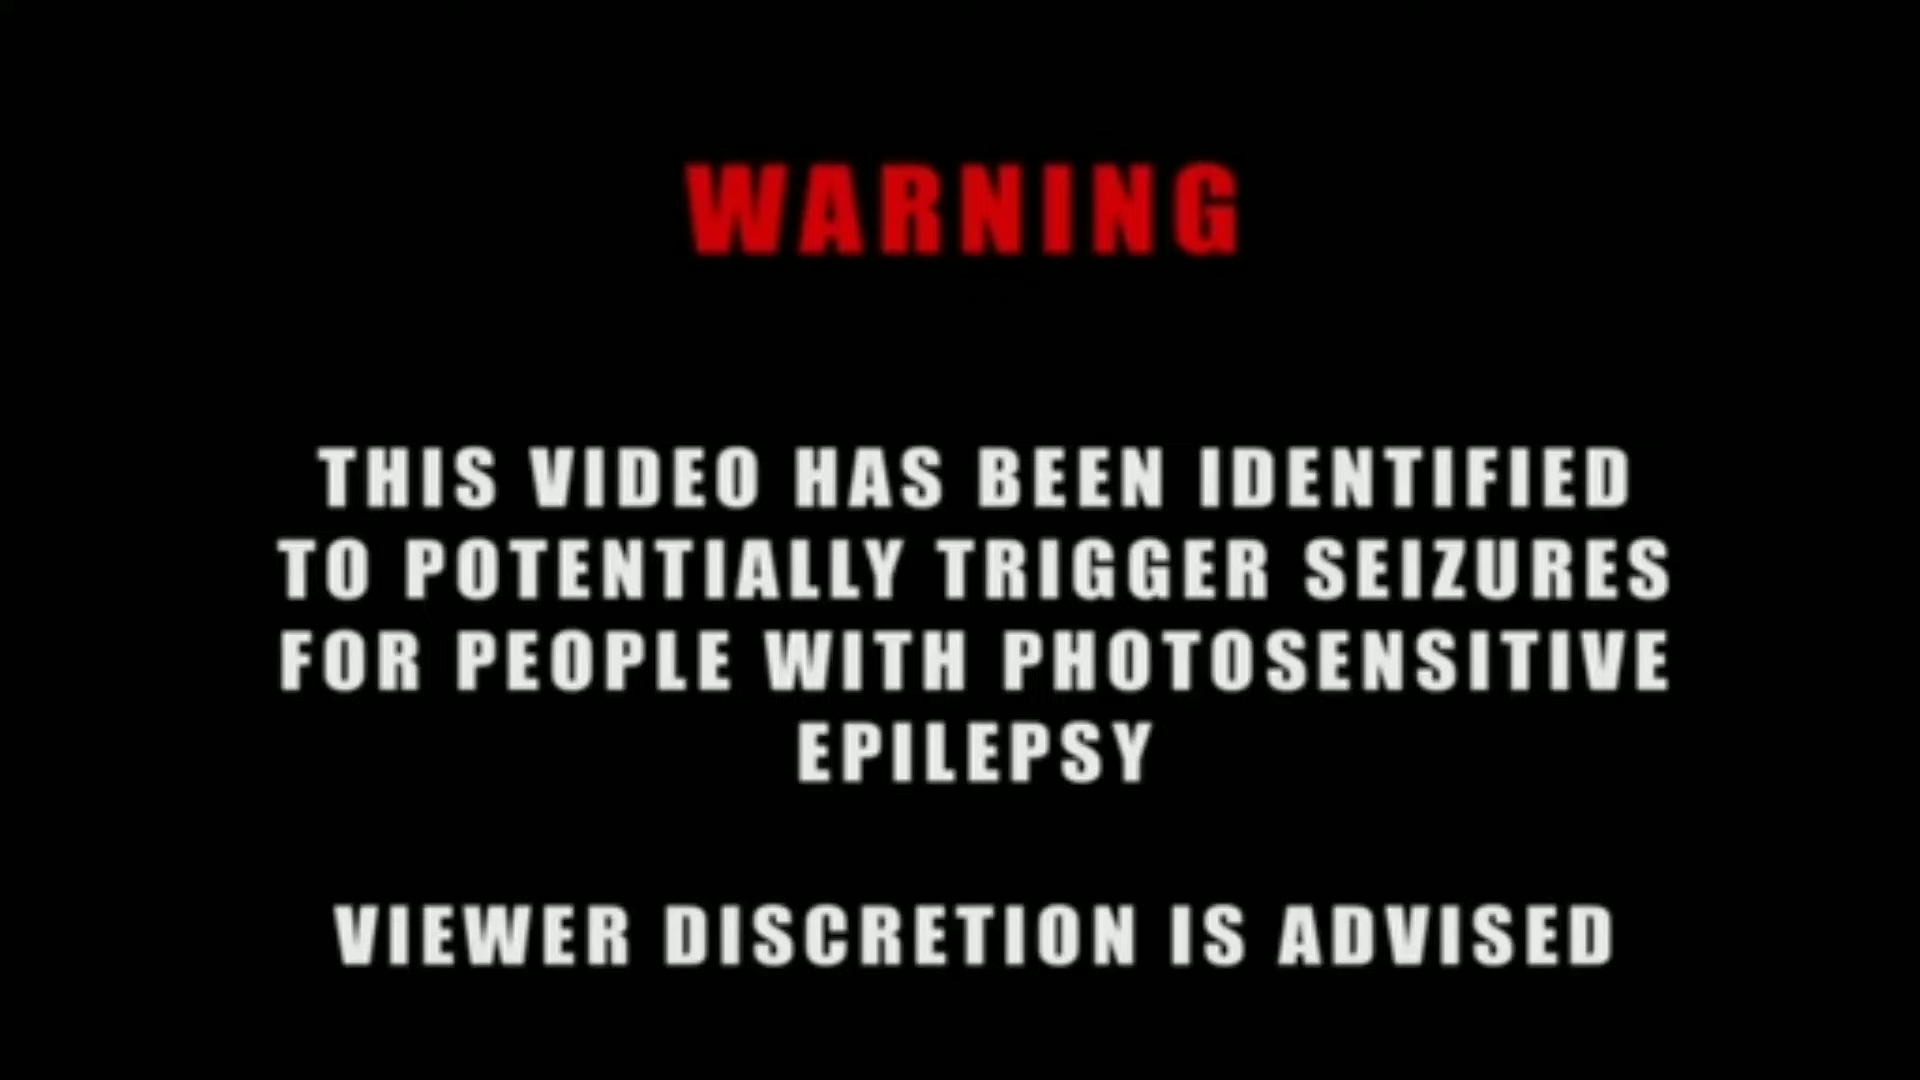 WARNING
THIS VIDEO HAS BEEN IDENTIFIED
TO POTENTIALLY TRIGGER SEIZURES
FOR PEOPLE WITH PHOTOSENSITIVE
EPILEPSY
VIEWER DISCRETION IS ADVISED